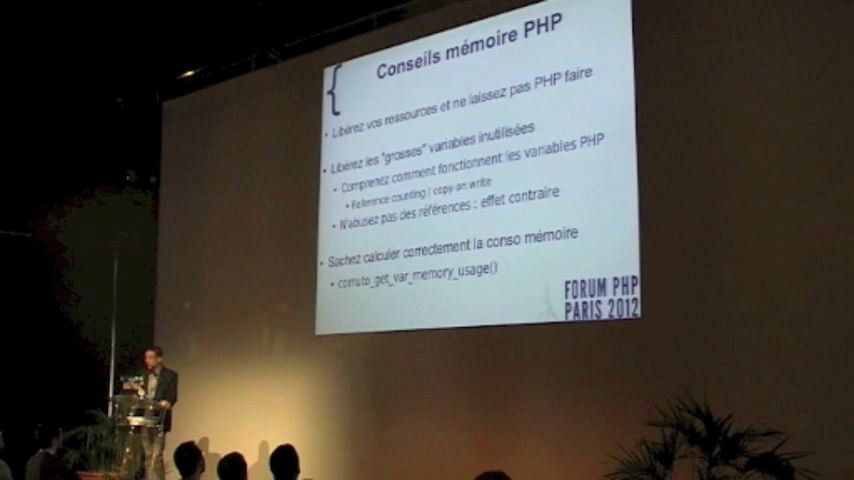 Conseils mémoire PHP
{
• Libérez vos ressources et ne laissez pas PHP faire
• Libérez les "grosses" variables inutilisées
• Comprenez comment fonctionnent les variables PHP
• Reference counting / copy on write
• N'abusez pas des références : effet contraire
• Sachez calculer correctement la conso mémoire
• comuto_get_var_memory_usage()
FORUM PHP
PARIS 2012